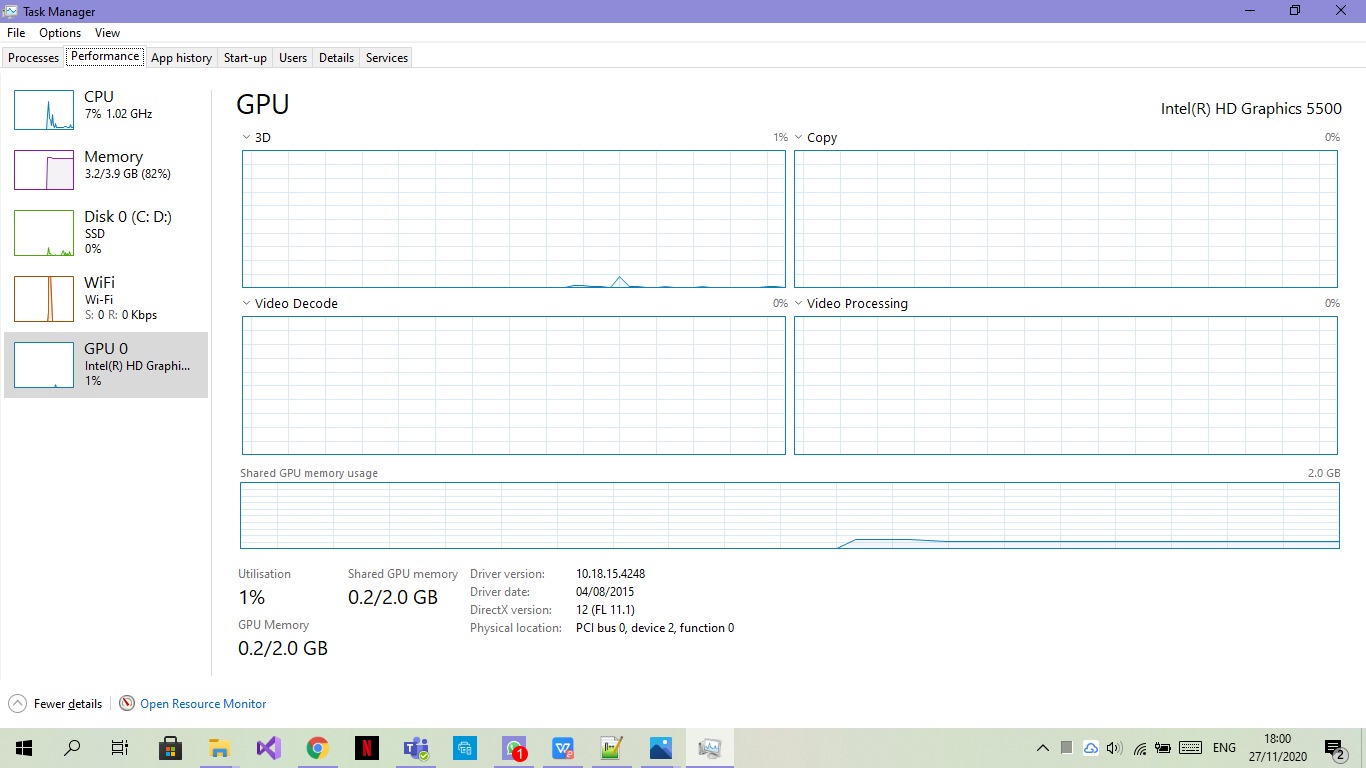 Task Manager
File Options View
Processes Performance App history Start-up Users Details Services
CPU
7% 1.02 GHz
Memory
3.2/3.9 GB (82%)
Disk 0 (C: D:)
SSD
0%
WiFi
Wi-Fi
S: 0 R: 0 Kbps
GPU 0
Intel(R) HD Graphi...
1%
GPU
Intel(R) HD Graphics 5500
3D 1%
Copy 0%
Video Decode 0%
Video Processing 0%
Shared GPU memory usage 2.0 GB
Utilisation
1%
Shared GPU memory
0.2/2.0 GB
GPU Memory
0.2/2.0 GB
Driver version: 10.18.15.4248
Driver date: 04/08/2015
DirectX version: 12 (FL 11.1)
Physical location: PCI bus 0, device 2, function 0
Fewer details
Open Resource Monitor
N
1
ENG
18:00
27/11/2020
2